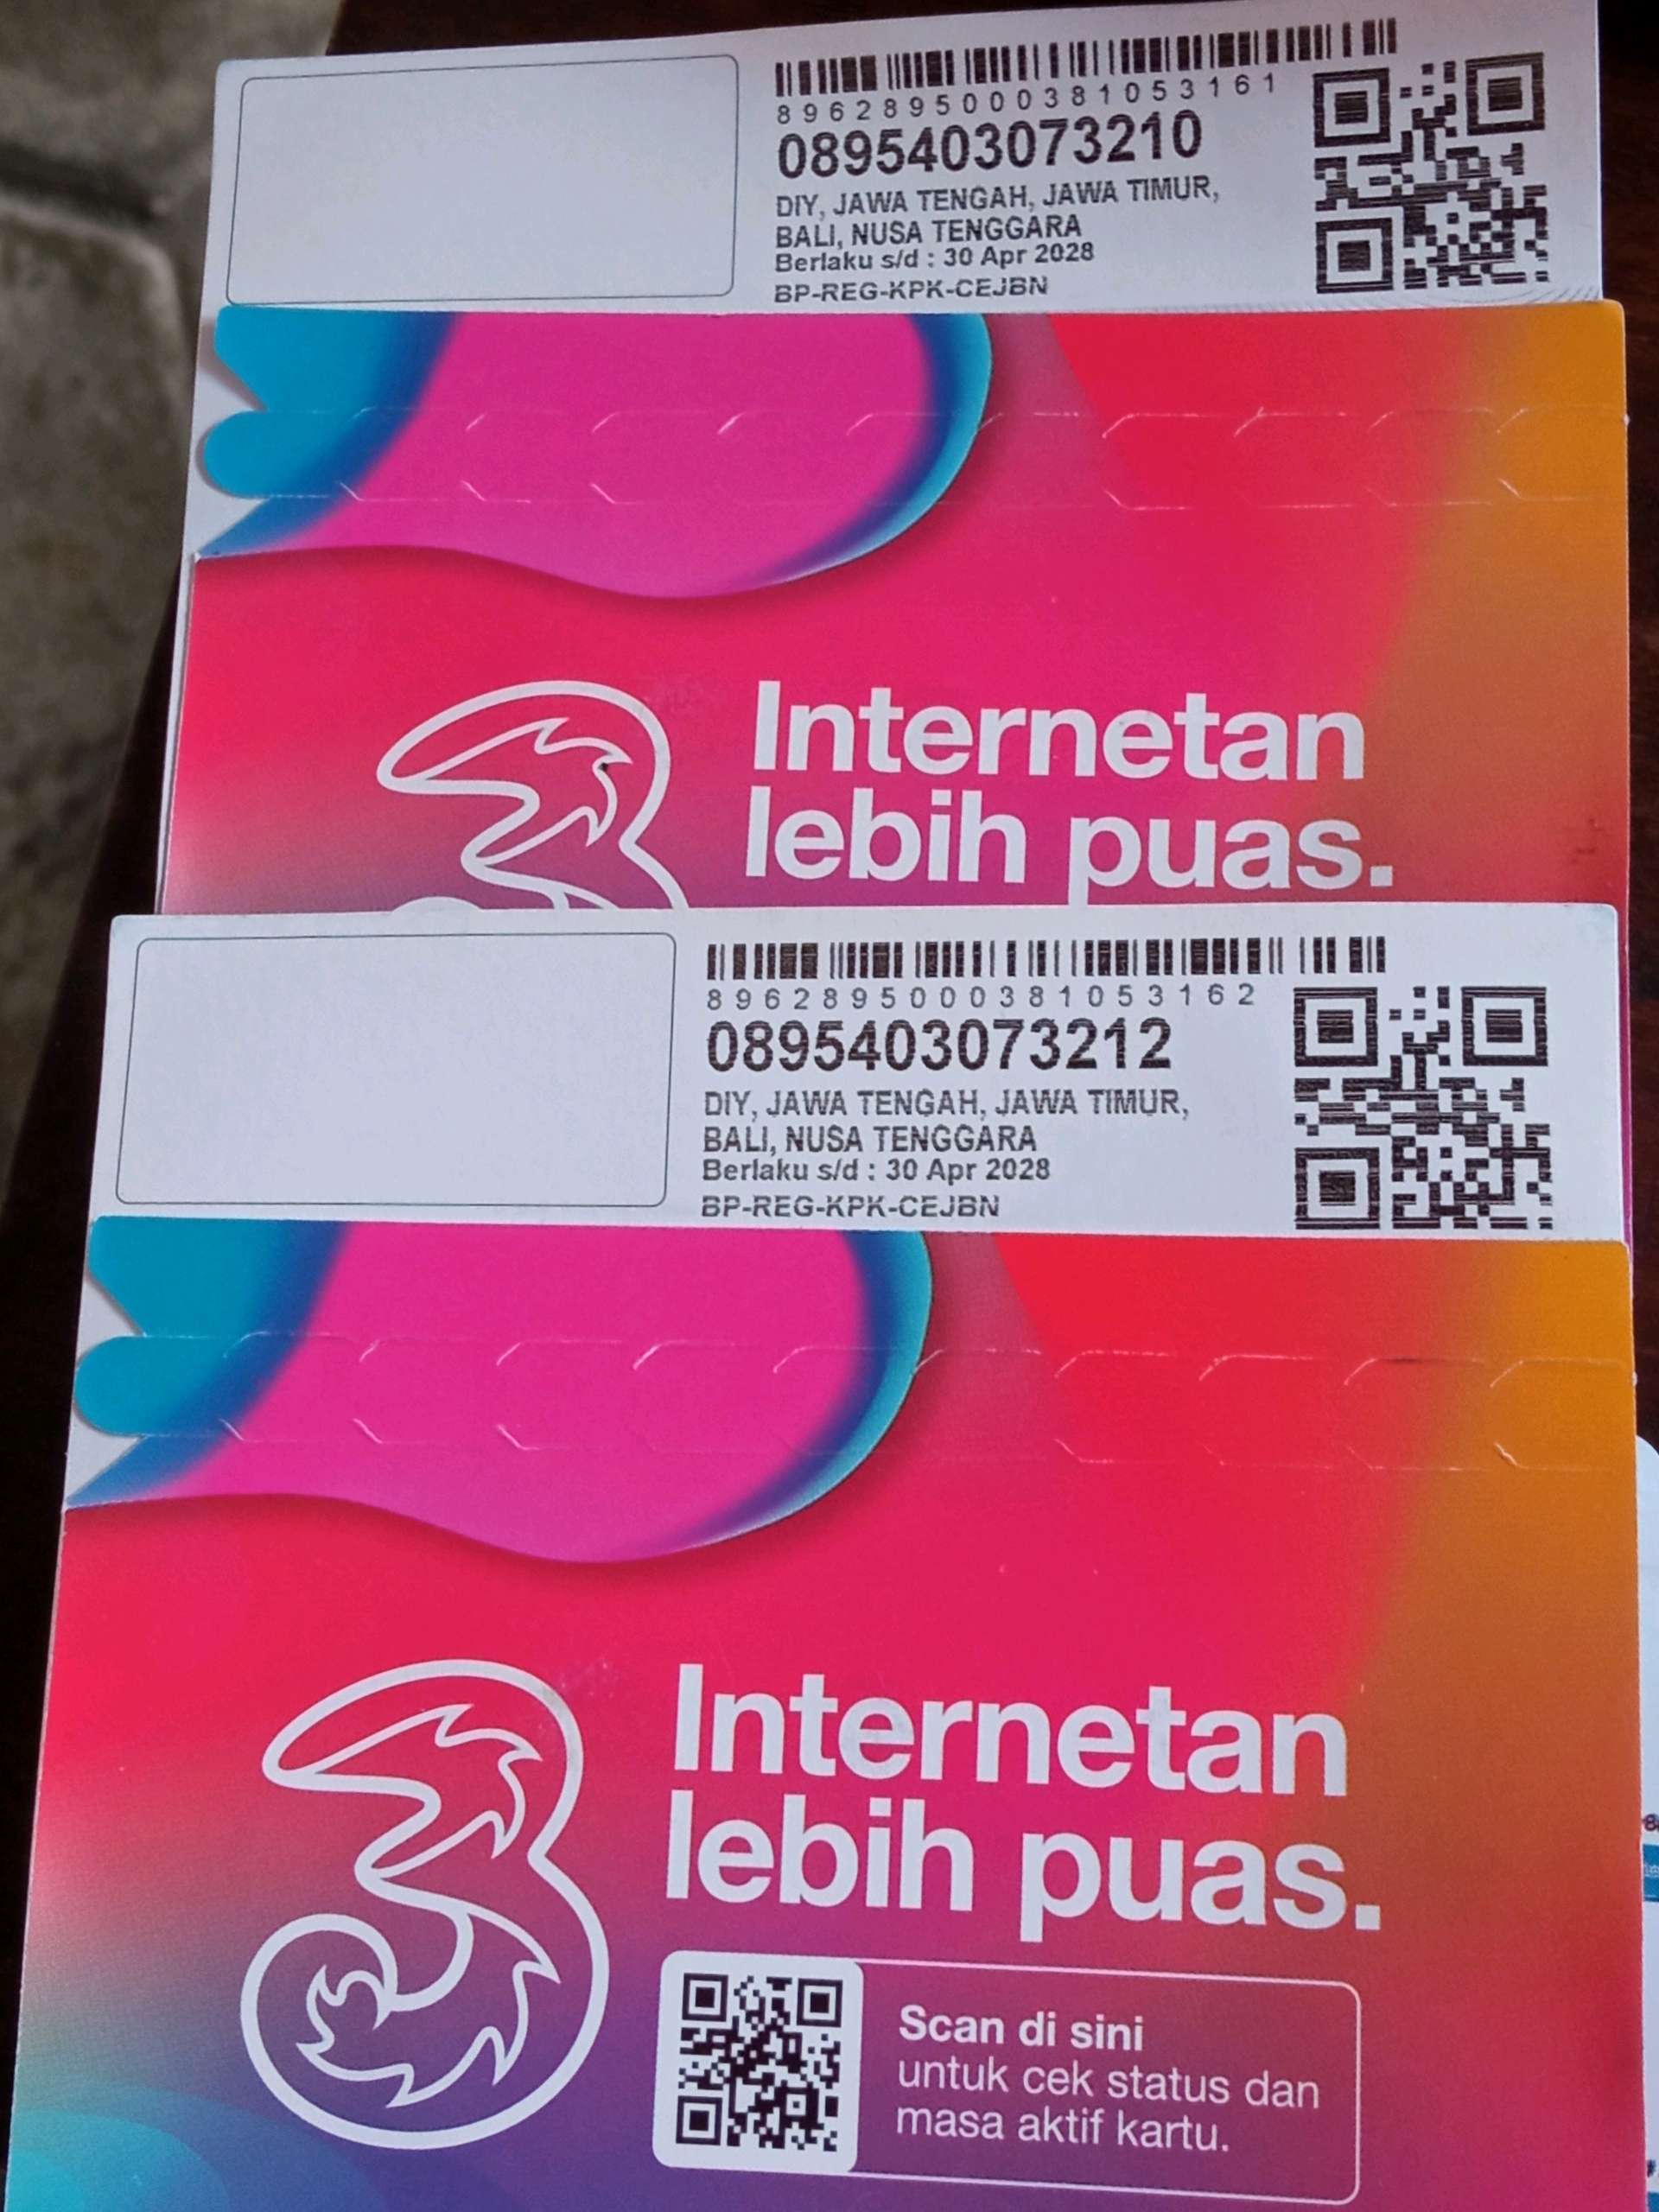 8962895000381053161
0895403073210
DIY, JAWA TENGAH, JAWA TIMUR,
BALI, NUSA TENGGARA
Berlaku s/d : 30 Apr 2028
BP-REG-KPK-CEJBN
Internetan
lebih puas.
8962895000381053162
0895403073212
DIY, JAWA TENGAH, JAWA TIMUR,
BALI, NUSA TENGGARA
Berlaku s/d : 30 Apr 2028
BP-REG-KPK-CEJBN
3
Internetan
lebih puas.
Scan di sini
untuk cek status dan
masa aktif kartu.